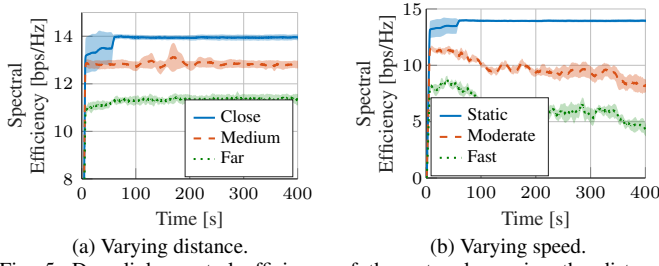 14
12
10
8
0
100
200
300
400
Spectral
Efficiency [bps/Hz]
Close
Medium
Far
Time [s]
(a) Varying distance.
15
10
5
0
0
100
200
300
400
Spectral
Efficiency [bps/Hz]
Static
Moderate
Fast
Time [s]
(b) Varying speed.